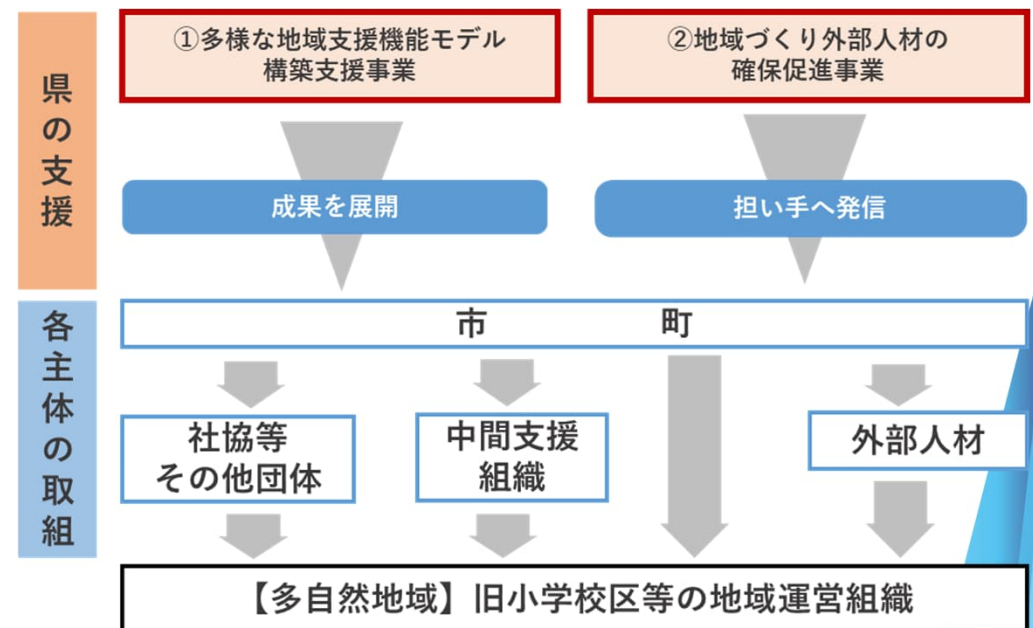 県の支援
①多様な地域支援機能モデル
構築支援事業
②地域づくり外部人材の
確保促進事業
成果を展開
担い手へ発信
各主体の取組
市 町
社協等
その他団体
中間支援
組織
外部人材
【多自然地域】旧小学校区等の地域運営組織